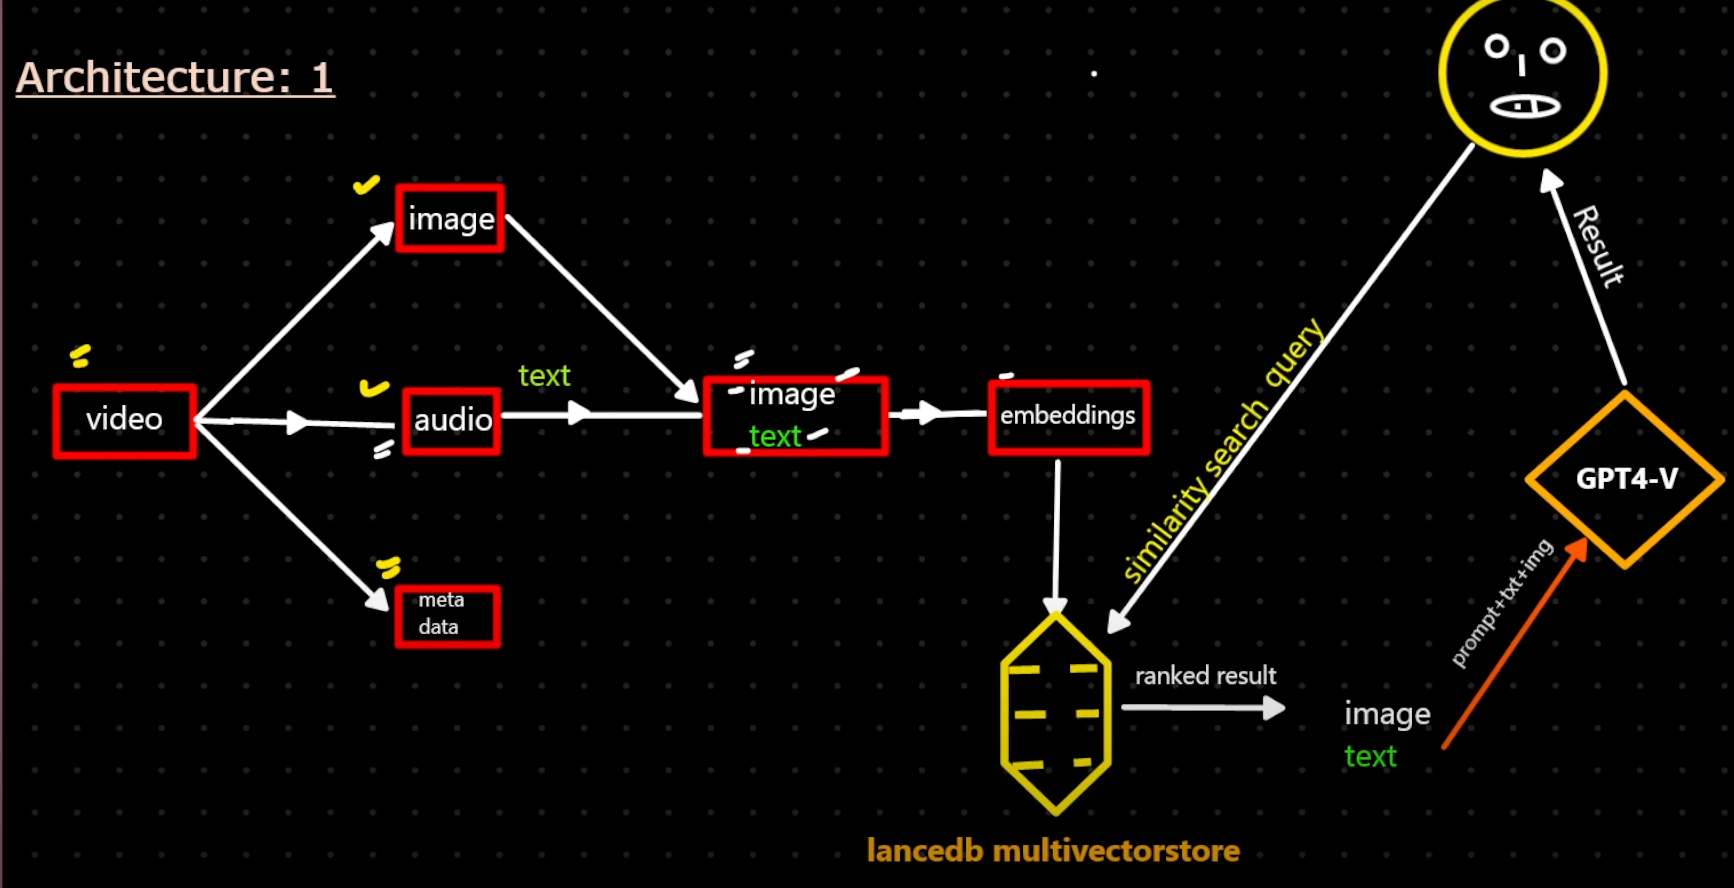 Architecture: 1
image
video
audio
text
image
text
embeddings
meta
data
similarity search query
Result
GPT4-V
prompt+txt+img
ranked result
image
text
lancedb multivectorstore